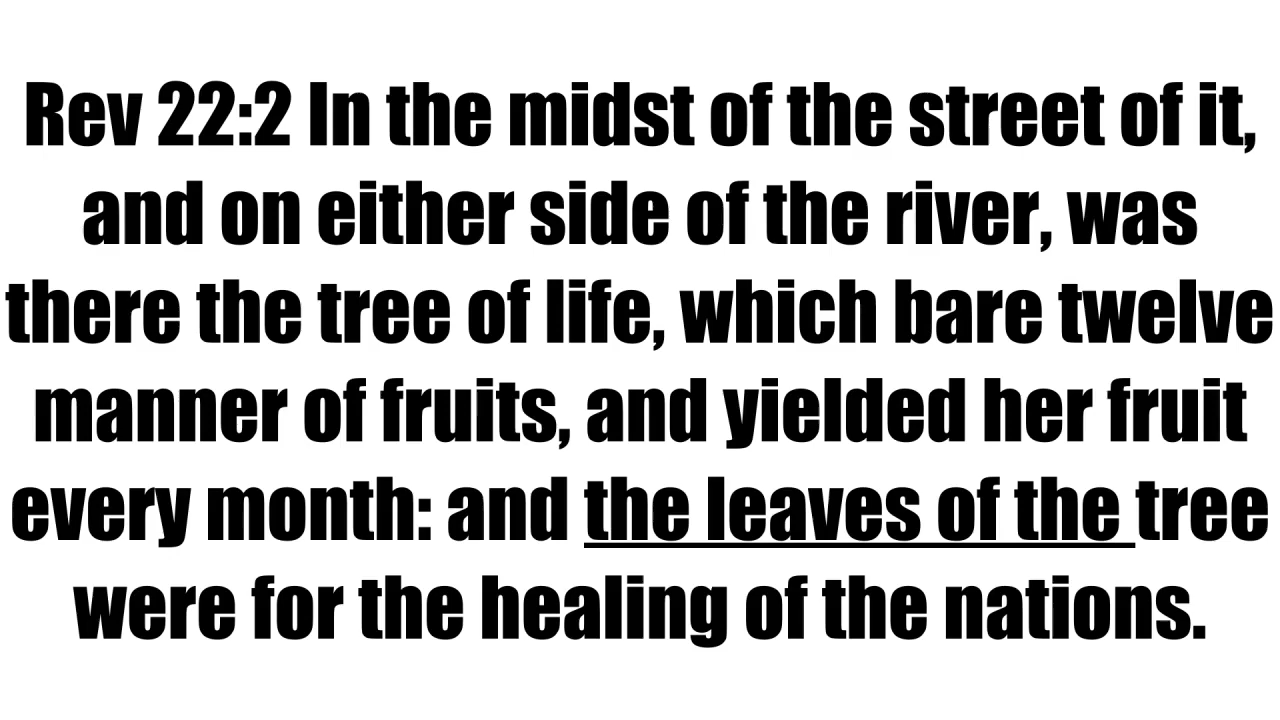 Rev 22:2 In the midst of the street of it,
and on either side of the river, was
there the tree of life, which bare twelve
manner of fruits, and yielded her fruit
every month: and the leaves of the tree
were for the healing of the nations.